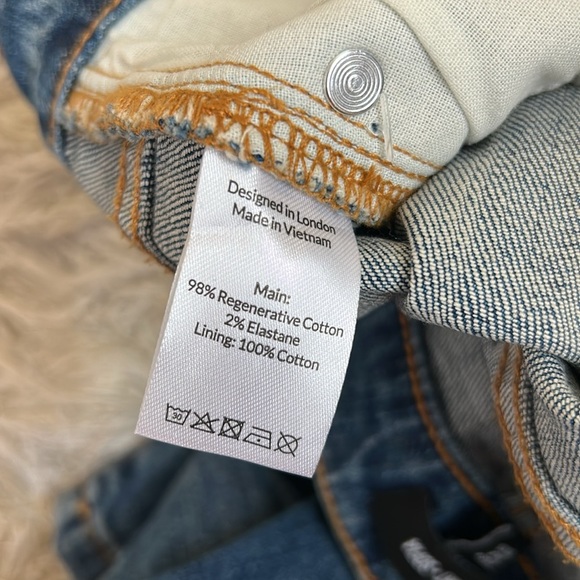 Designed in London
Made in Vietnam
Main:
98% Regenerative Cotton
2% Elastane
Lining: 100% Cotton
30